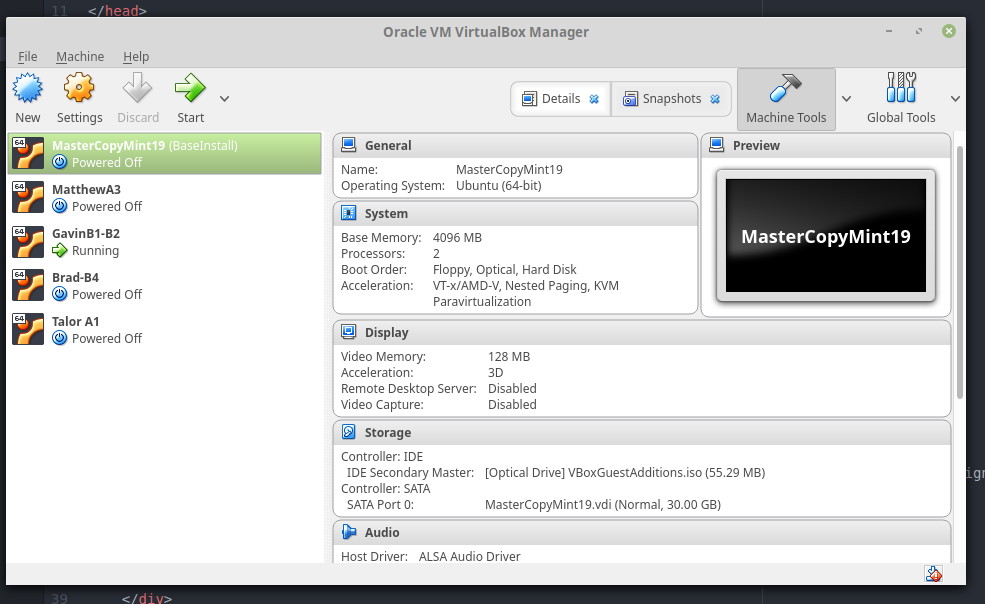 11 </head>
Oracle VM VirtualBox Manager
File Machine Help
New Settings Discard Start Details Snapshots Machine Tools Global Tools
64 MasterCopyMint19 (BaseInstall)
Powered Off
64 MatthewA3
Powered Off
64 GavinB1-B2
Running
64 Brad-B4
Powered Off
64 Talor A1
Powered Off
General
Name: MasterCopyMint19
Operating System: Ubuntu (64-bit)
System
Base Memory: 4096 MB
Processors: 2
Boot Order: Floppy, Optical, Hard Disk
Acceleration: VT-x/AMD-V, Nested Paging, KVM
Paravirtualization
Preview
MasterCopyMint19
Display
Video Memory: 128 MB
Acceleration: 3D
Remote Desktop Server: Disabled
Video Capture: Disabled
Storage
Controller: IDE
IDE Secondary Master: [Optical Drive] VBoxGuestAdditions.iso (55.29 MB)
Controller: SATA
SATA Port 0: MasterCopyMint19.vdi (Normal, 30.00 GB)
Audio
Host Driver: ALSA Audio Driver
39 </div>